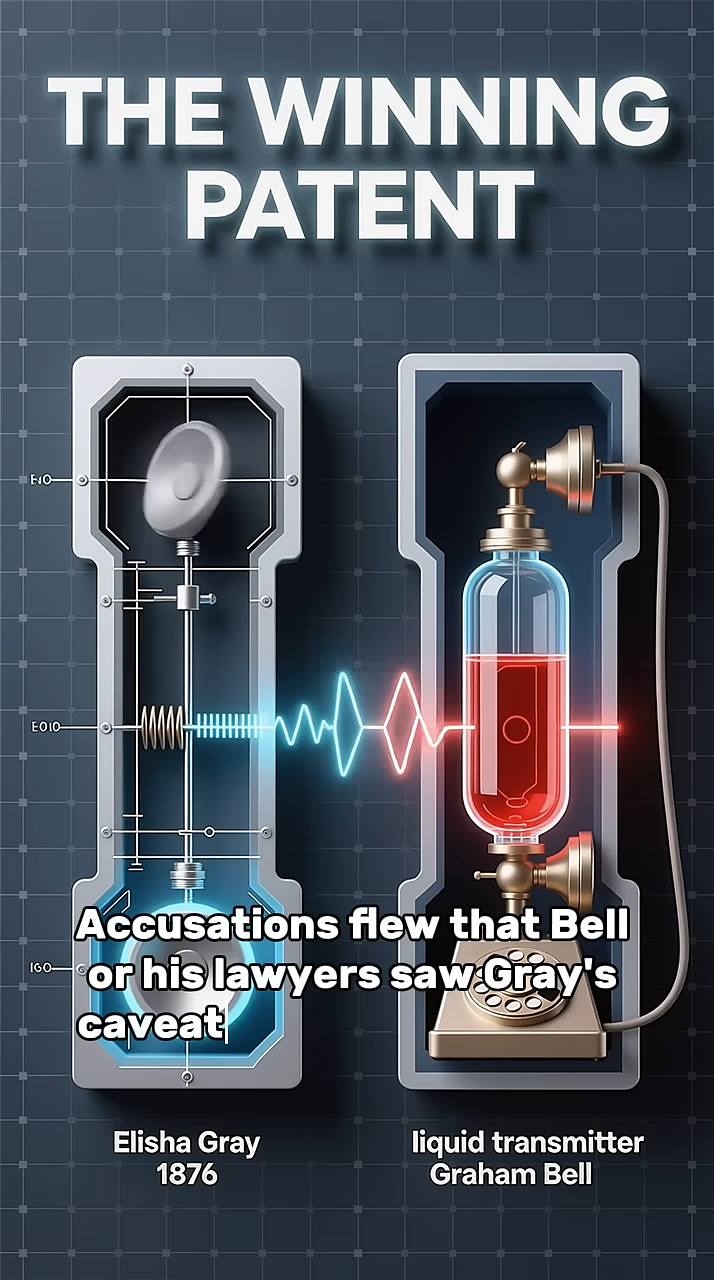 THE WINNING
PATENT
Accusations flew that Bell
or his lawyers saw Gray's
caveat
Elisha Gray
1876
liquid transmitter
Graham Bell